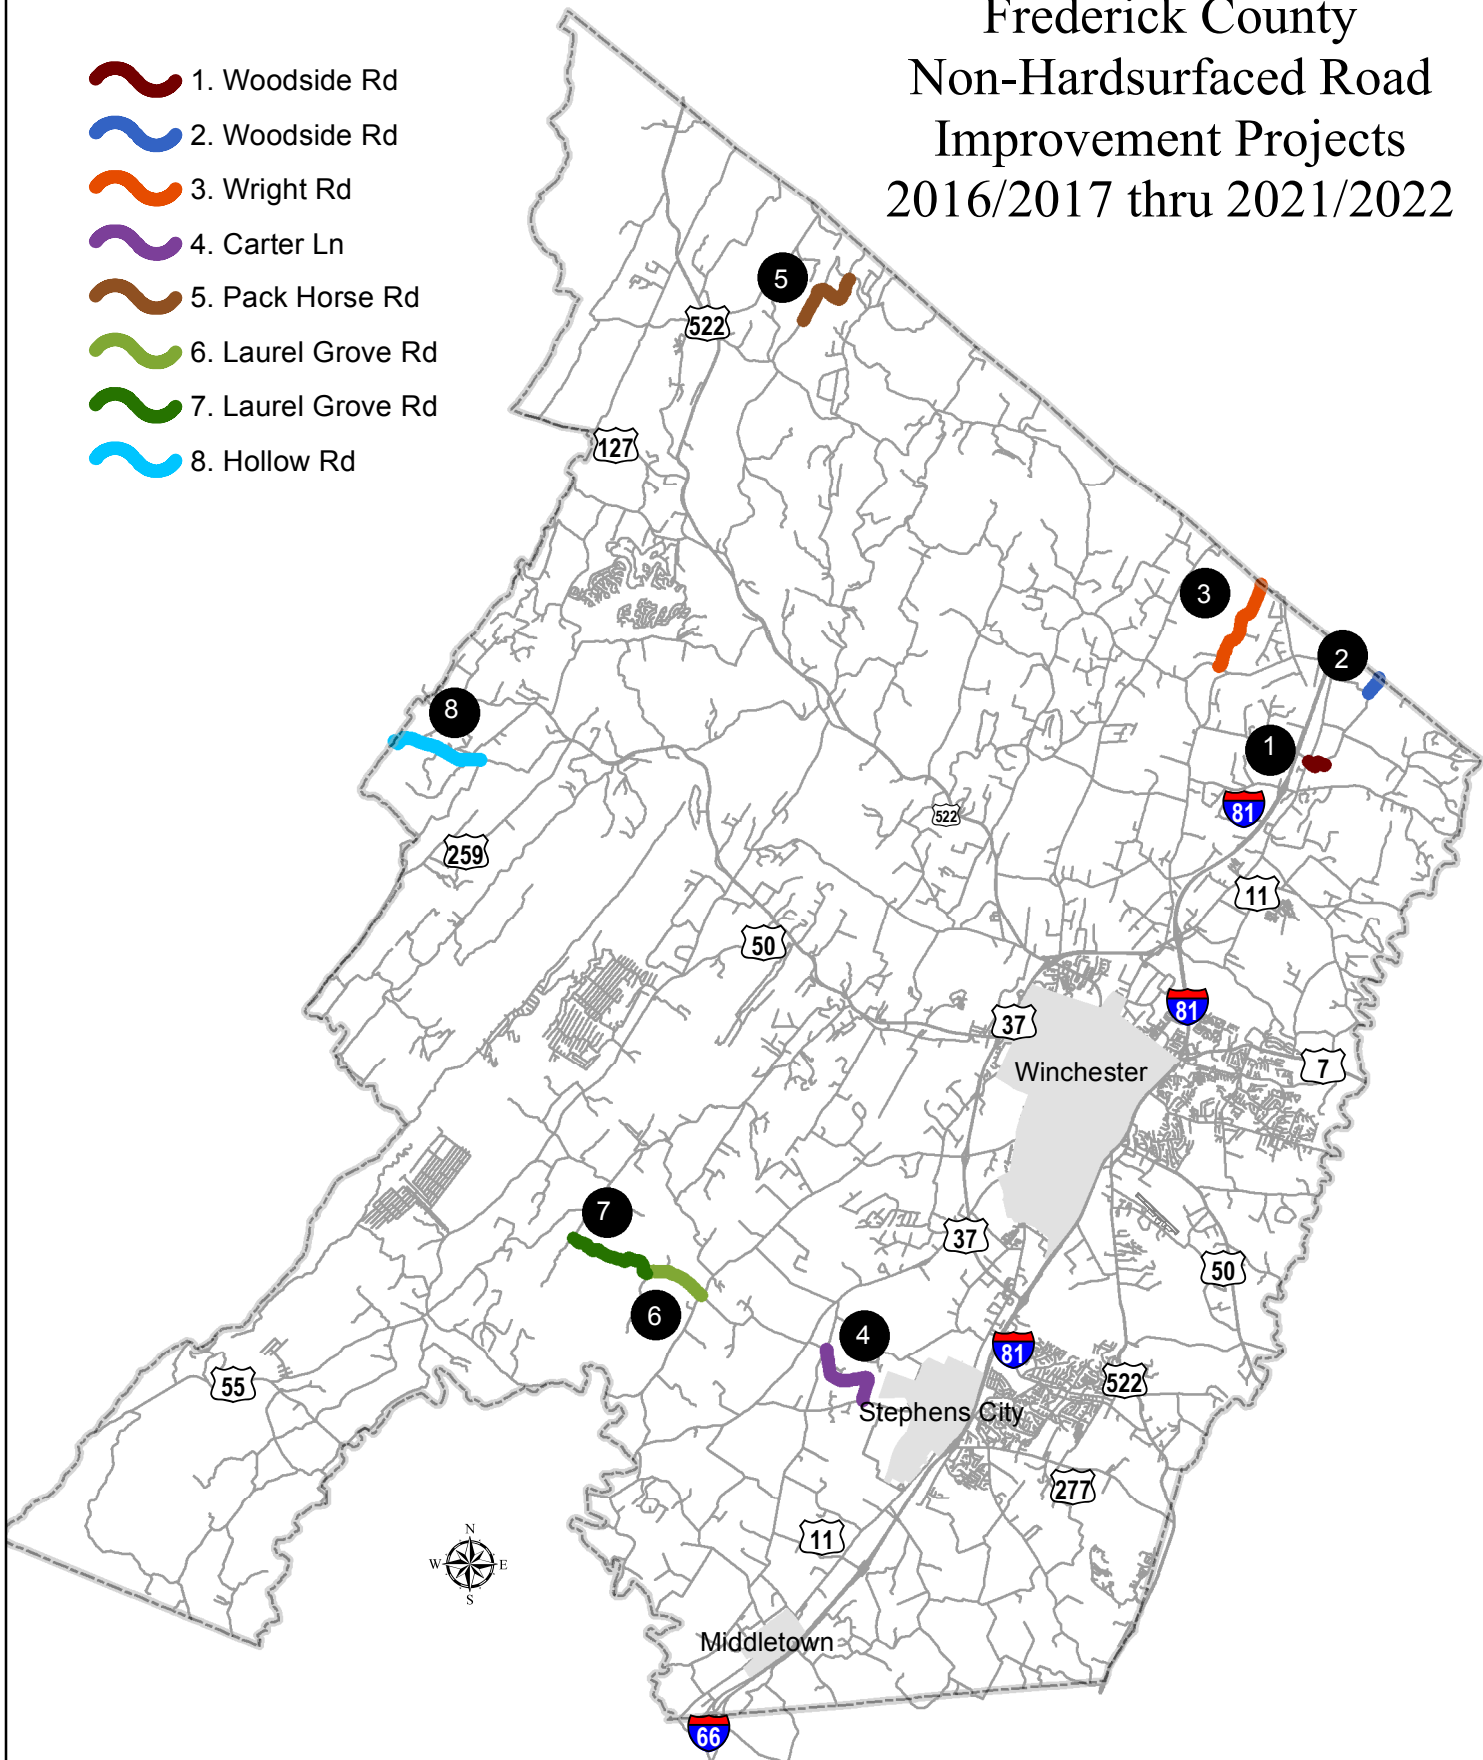 Frederick County
Non-Hardsurfaced Road
Improvement Projects
2016/2017 thru 2021/2022
1. Woodside Rd
2. Woodside Rd
3. Wright Rd
4. Carter Ln
5. Pack Horse Rd
6. Laurel Grove Rd
7. Laurel Grove Rd
8. Hollow Rd
5
522
127
3
2
8
1
81
522
259
11
50
81
37
7
Winchester
7
37
50
6
4
81
55
522
Stephens City
277
11
N
W E
S
Middletown
66